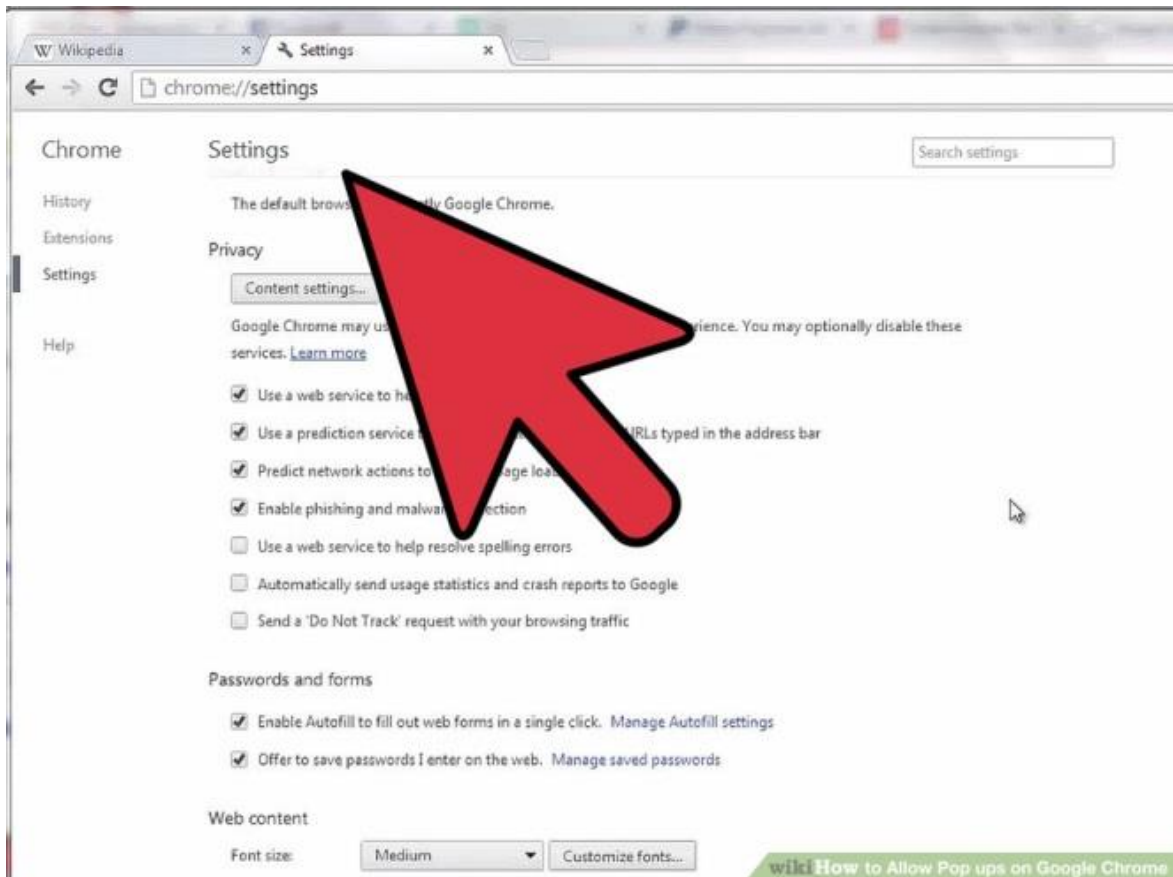 Wikipedia
Settings
chrome://settings
Chrome
Settings
Search settings
History
Extensions
Settings
Help
The default brows tly Google Chrome.
Privacy
Content settings...
Google Chrome may us rience. You may optionally disable these
services. Learn more
Use a web service to he
Use a prediction service URLs typed in the address bar
Predict network actions to age loa
Enable phishing and malwa ection
Use a web service to help resolve spelling errors
Automatically send usage statistics and crash reports to Google
Send a 'Do Not Track' request with your browsing traffic
Passwords and forms
Enable Autofill to fill out web forms in a single click. Manage Autofill settings
Offer to save passwords I enter on the web. Manage saved passwords
Web content
Font size: Medium Customize fonts...
wikiHow to Allow Pop ups on Google Chrome